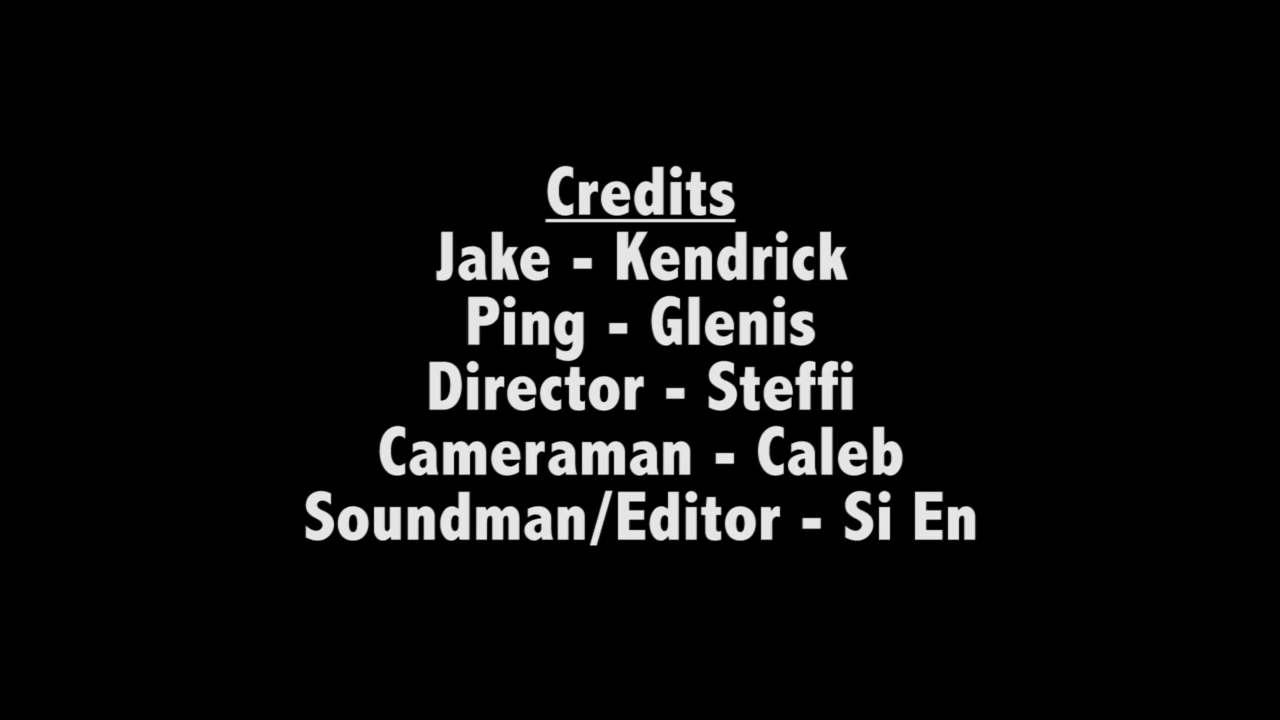 Credits
Jake - Kendrick
Ping - Glenis
Director - Steffi
Cameraman - Caleb
Soundman/Editor - Si En